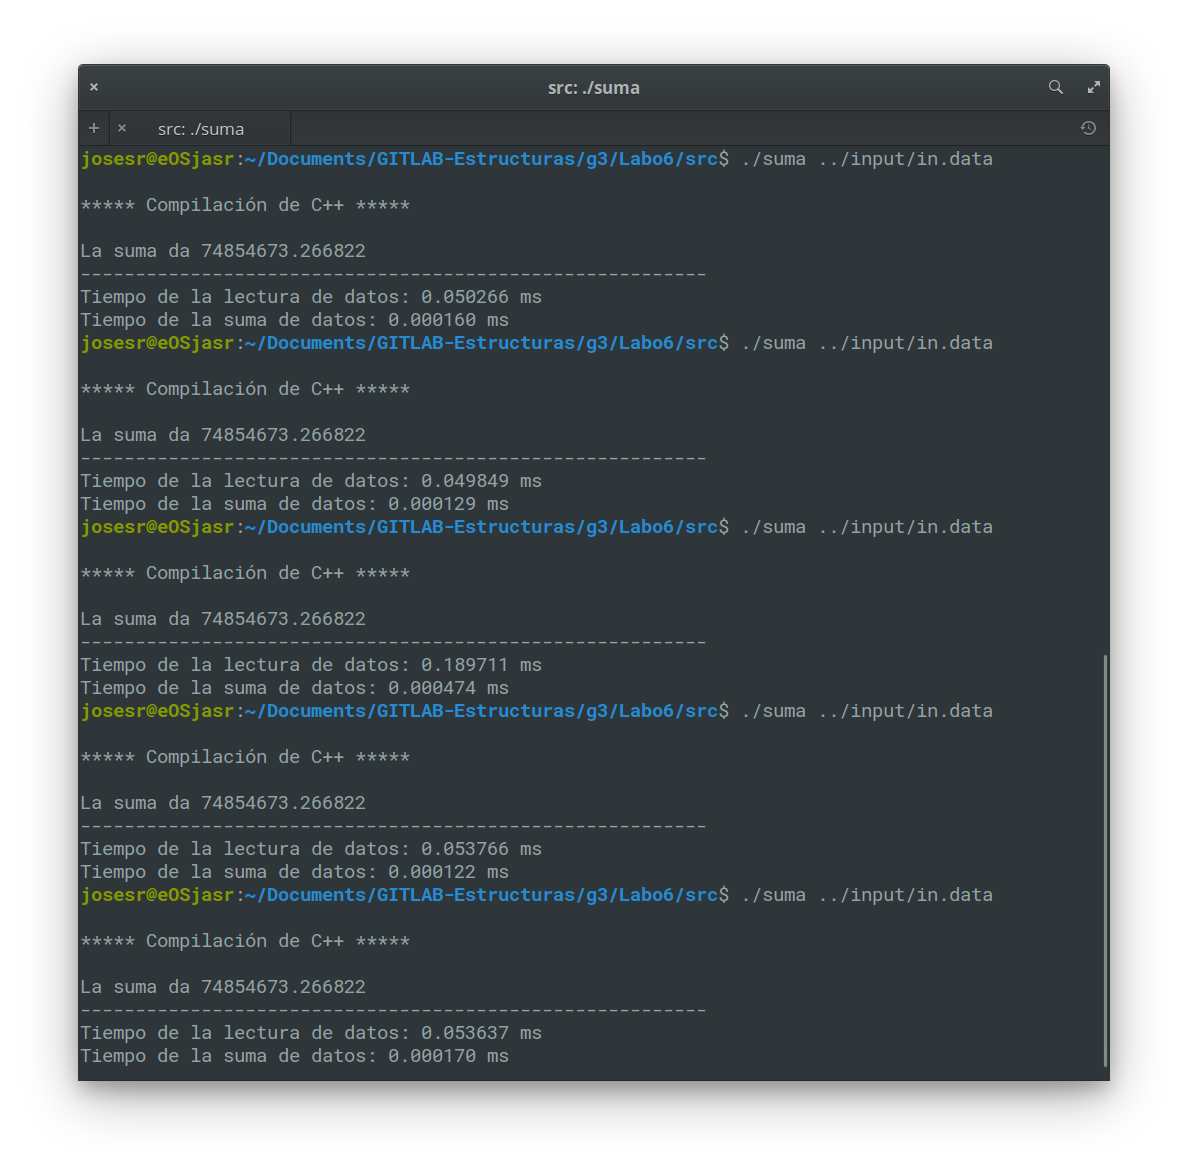 src: ./suma
src: ./suma
josesr@eOSjasr:~/Documents/GITLAB-Estructuras/g3/Labo6/src$ ./suma ../input/in.data
***** Compilación de C++ *****
La suma da 74854673.266822
---------------------------------------------------------
Tiempo de la lectura de datos: 0.050266 ms
Tiempo de la suma de datos: 0.000160 ms
josesr@eOSjasr:~/Documents/GITLAB-Estructuras/g3/Labo6/src$ ./suma ../input/in.data
***** Compilación de C++ *****
La suma da 74854673.266822
---------------------------------------------------------
Tiempo de la lectura de datos: 0.049849 ms
Tiempo de la suma de datos: 0.000129 ms
josesr@eOSjasr:~/Documents/GITLAB-Estructuras/g3/Labo6/src$ ./suma ../input/in.data
***** Compilación de C++ *****
La suma da 74854673.266822
---------------------------------------------------------
Tiempo de la lectura de datos: 0.189711 ms
Tiempo de la suma de datos: 0.000474 ms
josesr@eOSjasr:~/Documents/GITLAB-Estructuras/g3/Labo6/src$ ./suma ../input/in.data
***** Compilación de C++ *****
La suma da 74854673.266822
---------------------------------------------------------
Tiempo de la lectura de datos: 0.053766 ms
Tiempo de la suma de datos: 0.000122 ms
josesr@eOSjasr:~/Documents/GITLAB-Estructuras/g3/Labo6/src$ ./suma ../input/in.data
***** Compilación de C++ *****
La suma da 74854673.266822
---------------------------------------------------------
Tiempo de la lectura de datos: 0.053637 ms
Tiempo de la suma de datos: 0.000170 ms